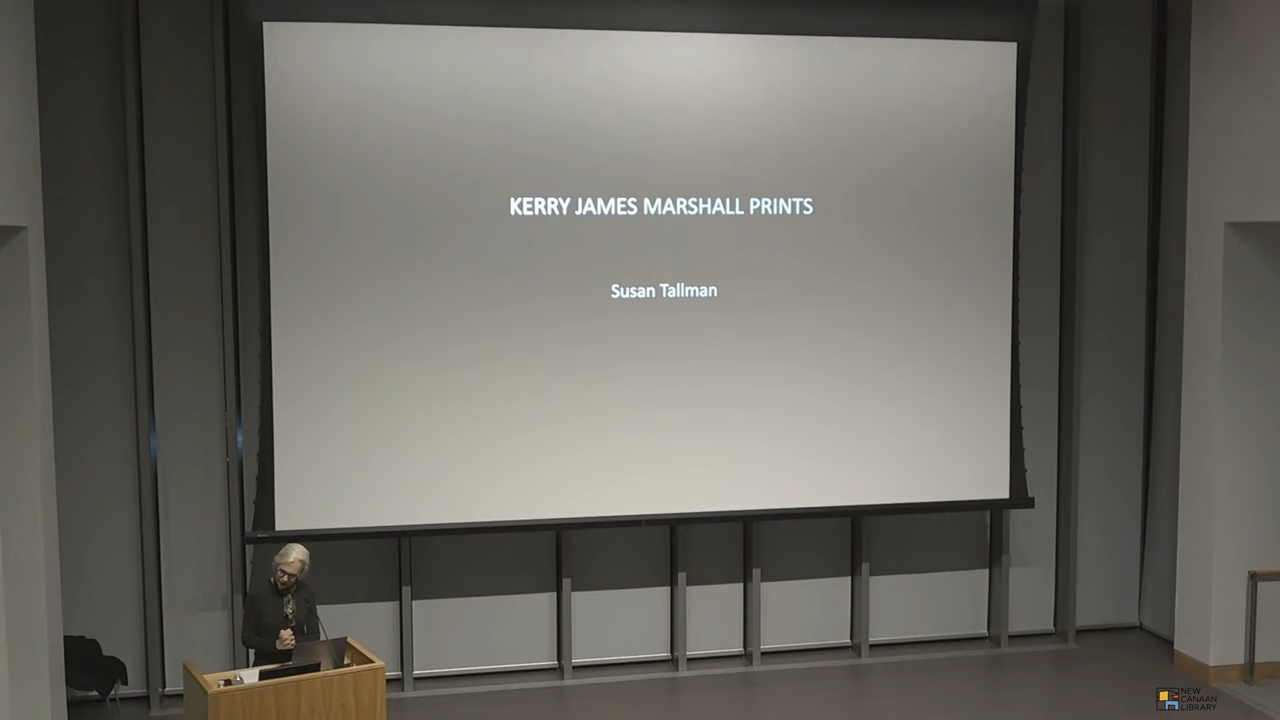 KERRY JAMES MARSHALL PRINTS
Susan Tallman
NEW
CANAAN
LIBRARY